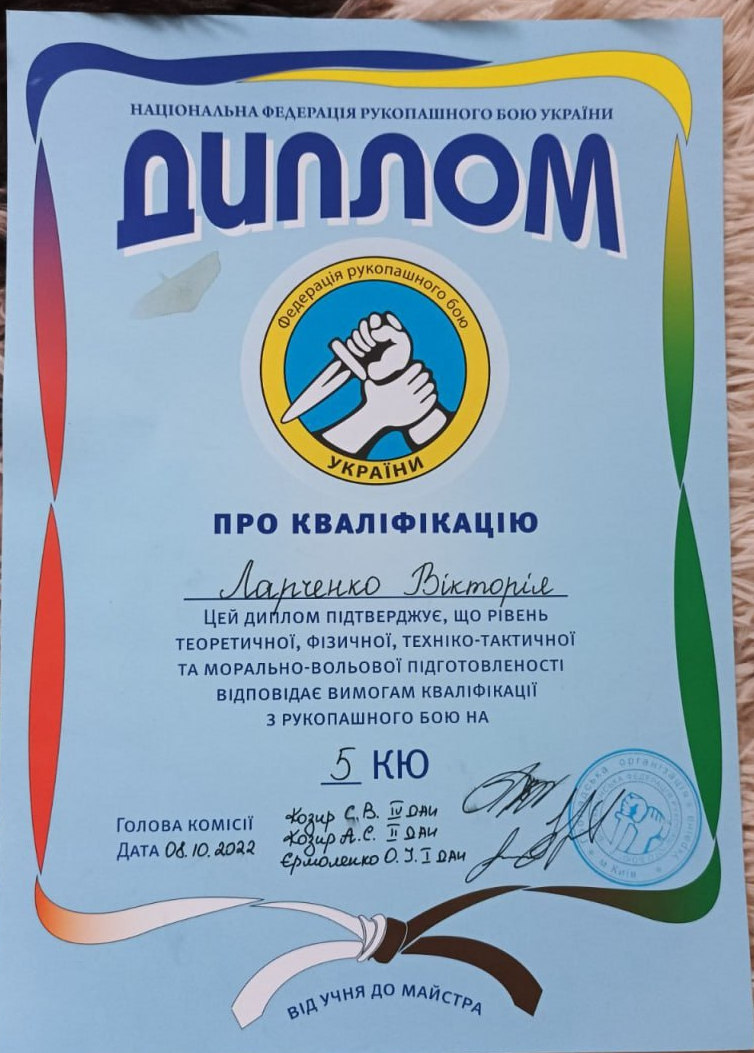 НАЦІОНАЛЬНА ФЕДЕРАЦІЯ РУКОПАШНОГО БОЮ УКРАЇНИ
ДИПЛОМ
Федерація рукопашного бою
УКРАЇНИ
ПРО КВАЛІФІКАЦІЮ
Ларченко Вікторія
ЦЕЙ ДИПЛОМ ПІДТВЕРДЖУЄ, ЩО РІВЕНЬ
ТЕОРЕТИЧНОЇ, ФІЗИЧНОЇ, ТЕХНІКО-ТАКТИЧНОЇ
ТА МОРАЛЬНО-ВОЛЬОВОЇ ПІДГОТОВЛЕНОСТІ
ВІДПОВІДАЄ ВИМОГАМ КВАЛІФІКАЦІЇ
З РУКОПАШНОГО БОЮ НА
5 КЮ
Козир С.В. IV ДАН
ГОЛОВА КОМІСІЇ Козир А.С. II ДАН
ДАТА 08.10.2022 Єрмоленко О.І. I ДАН
організація
м. Київ
ВІД УЧНЯ ДО МАЙСТРА